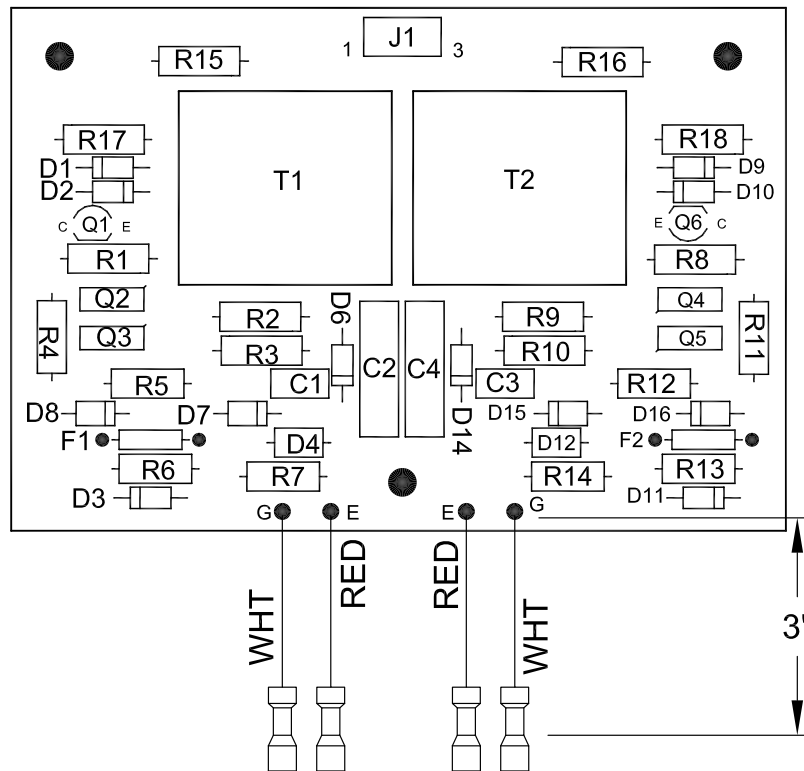 1 J1 3
R15
R16
R17
R18
D1
D9
D2
D10
T1
T2
C Q1 E
E Q6 C
R1
R8
Q2
Q4
Q3
Q5
R4
R11
R2
D6
R9
R3
R10
C2
C4
R5
C1
C3
R12
D8
D7
D14
D15
D16
F1
D4
D12
F2
R6
R7
R14
R13
D3
D11
G
E
E
G
WHT
RED
RED
WHT
3"